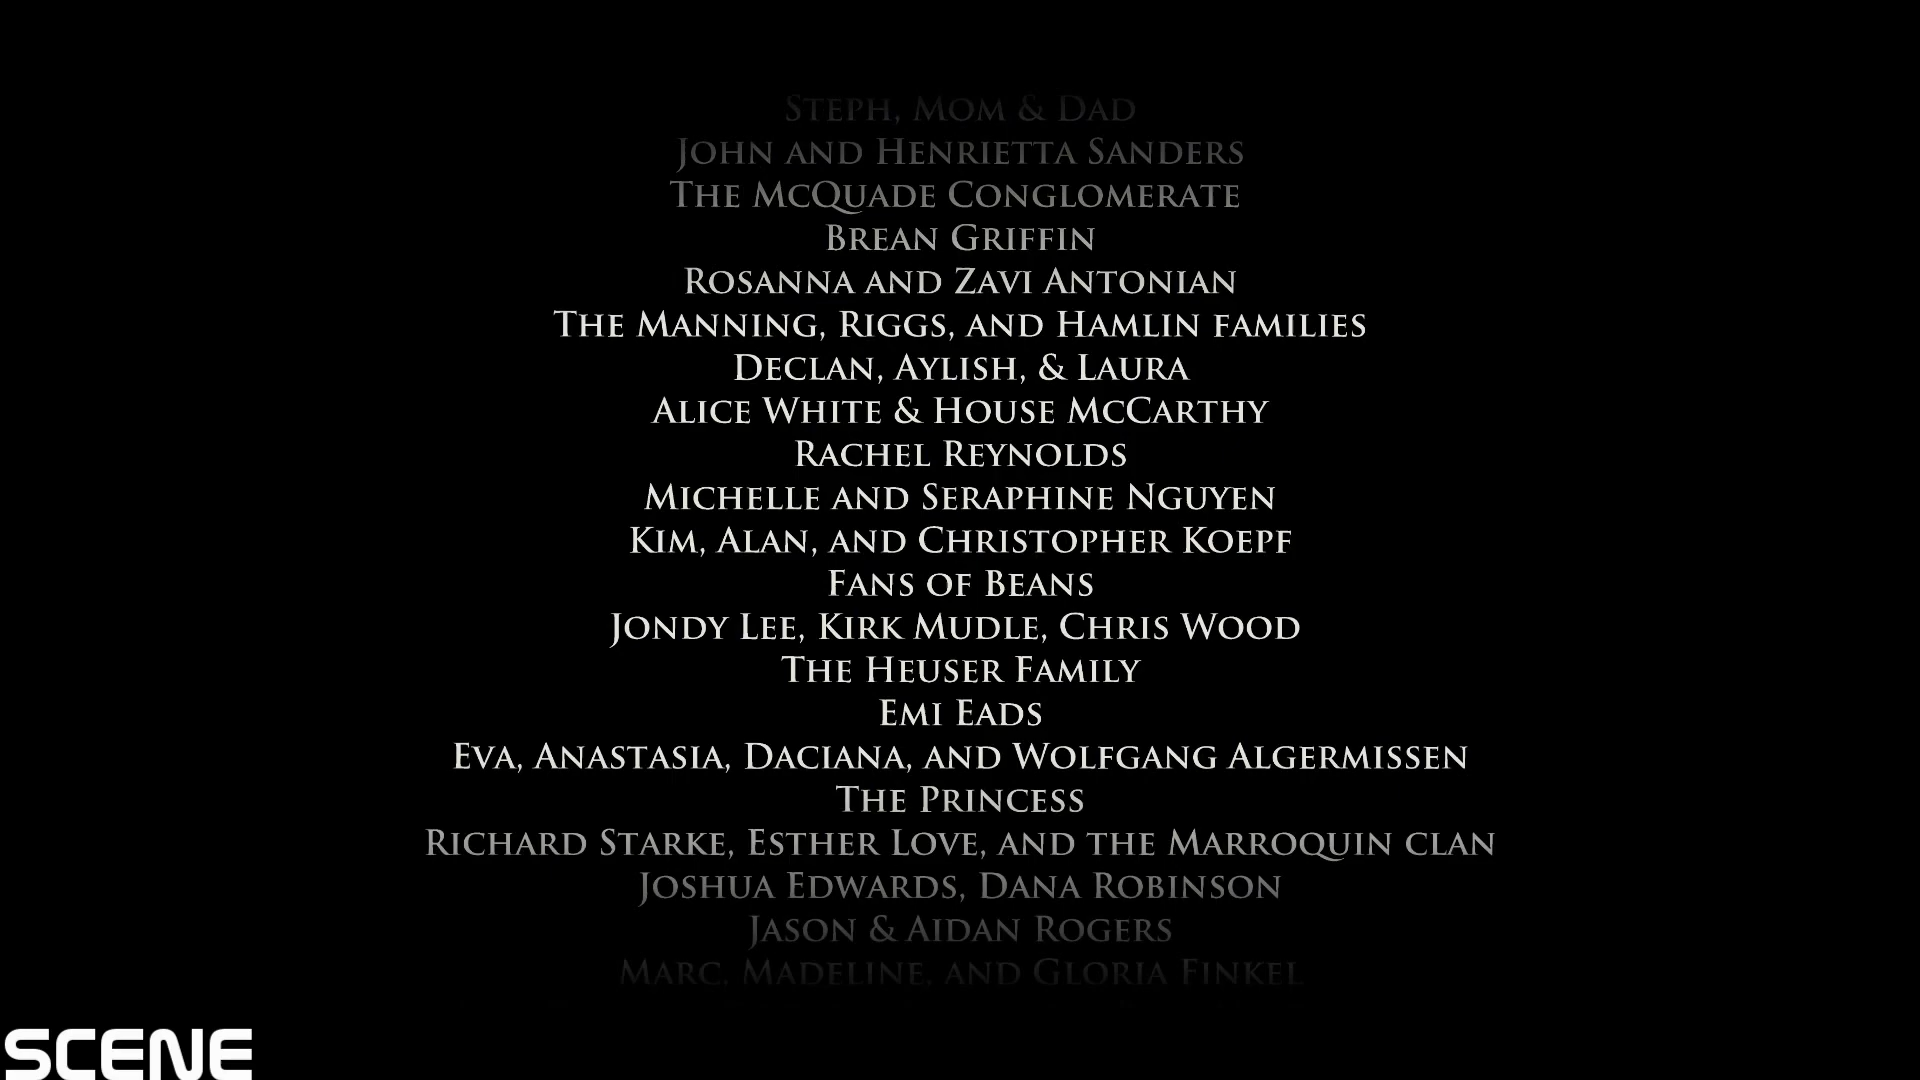 Steph, Mom & Dad
John and Henrietta Sanders
The McQuade Conglomerate
Brean Griffin
Rosanna and Zavi Antonian
The Manning, Riggs, and Hamlin families
Declan, Aylish, & Laura
Alice White & House McCarthy
Rachel Reynolds
Michelle and Seraphine Nguyen
Kim, Alan, and Christopher Koepf
Fans of Beans
Jondy Lee, Kirk Mudle, Chris Wood
The Heuser Family
Emi Eads
Eva, Anastasia, Daciana, and Wolfgang Algermissen
The Princess
Richard Starke, Esther Love, and the Marroquin clan
Joshua Edwards, Dana Robinson
Jason & Aidan Rogers
Marc, Madeline, and Gloria Finkel
SCENE